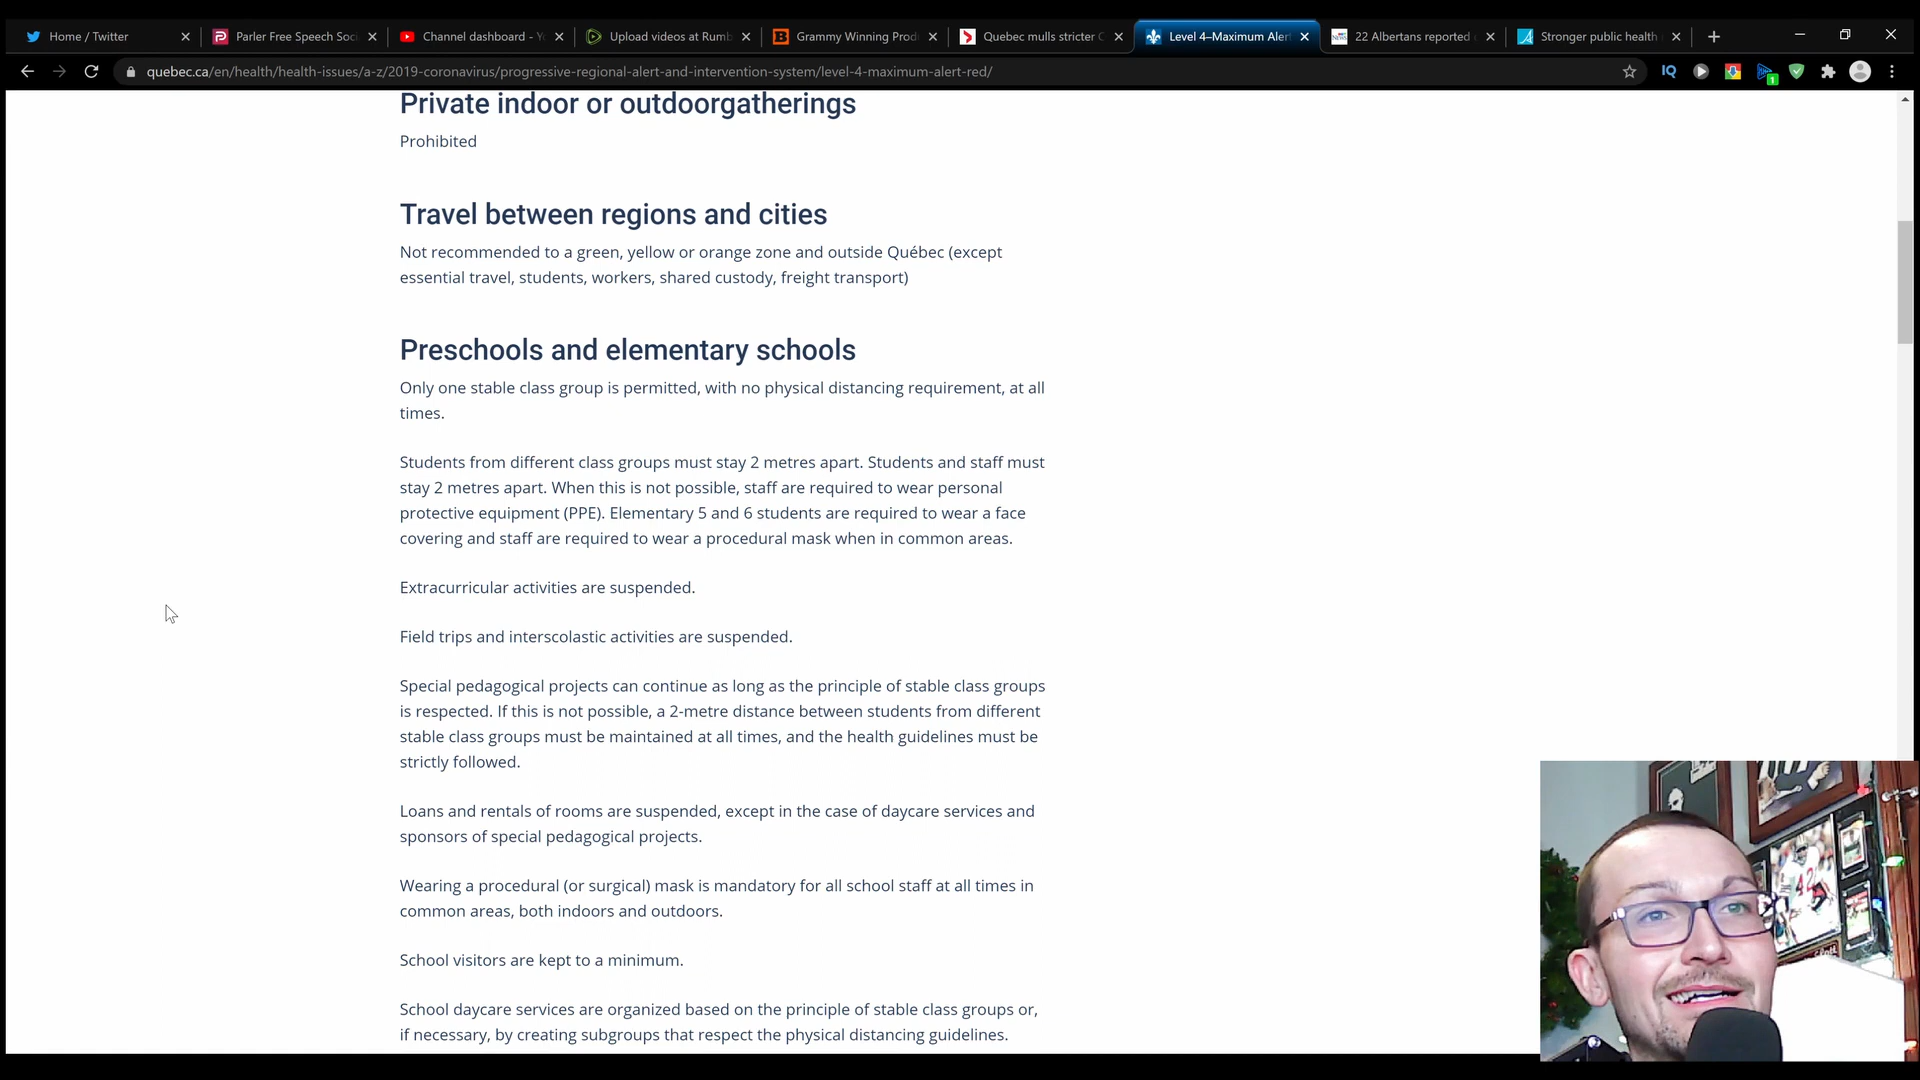 Home / Twitter
Parler Free Speech Soci
Channel dashboard - Y
Upload videos at Rumb
Grammy Winning Prod
Quebec mulls stricter C
Level 4–Maximum Aler
22 Albertans reported
Stronger public health
quebec.ca/en/health/health-issues/a-z/2019-coronavirus/progressive-regional-alert-and-intervention-system/level-4-maximum-alert-red/
IQ
1
Private indoor or outdoorgatherings
Prohibited
Travel between regions and cities
Not recommended to a green, yellow or orange zone and outside Québec (except
essential travel, students, workers, shared custody, freight transport)
Preschools and elementary schools
Only one stable class group is permitted, with no physical distancing requirement, at all
times.
Students from different class groups must stay 2 metres apart. Students and staff must
stay 2 metres apart. When this is not possible, staff are required to wear personal
protective equipment (PPE). Elementary 5 and 6 students are required to wear a face
covering and staff are required to wear a procedural mask when in common areas.
Extracurricular activities are suspended.
Field trips and interscolastic activities are suspended.
Special pedagogical projects can continue as long as the principle of stable class groups
is respected. If this is not possible, a 2-metre distance between students from different
stable class groups must be maintained at all times, and the health guidelines must be
strictly followed.
Loans and rentals of rooms are suspended, except in the case of daycare services and
sponsors of special pedagogical projects.
Wearing a procedural (or surgical) mask is mandatory for all school staff at all times in
common areas, both indoors and outdoors.
School visitors are kept to a minimum.
School daycare services are organized based on the principle of stable class groups or,
if necessary, by creating subgroups that respect the physical distancing guidelines.
42